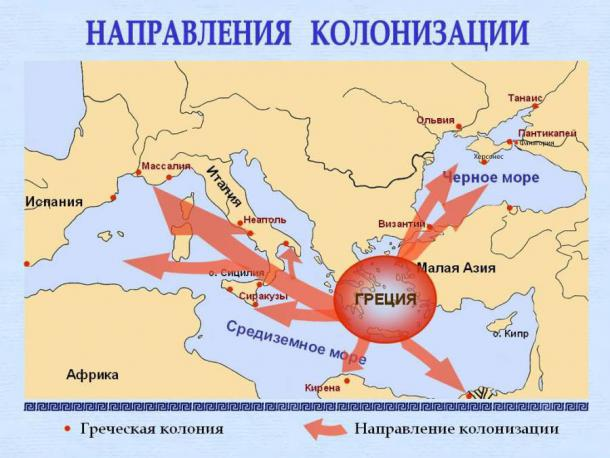 НАПРАВЛЕНИЯ КОЛОНИЗАЦИИ
Танаис
Ольвия
Пантикапей
Фанагория
Херсонес
Массалия
Черное море
Италия
Испания
Неаполь
Византий
Малая Азия
о. Сицилия
ГРЕЦИЯ
Сиракузы
Средиземное море
о. Кипр
Африка
Кирена
Греческая колония
Направление колонизации